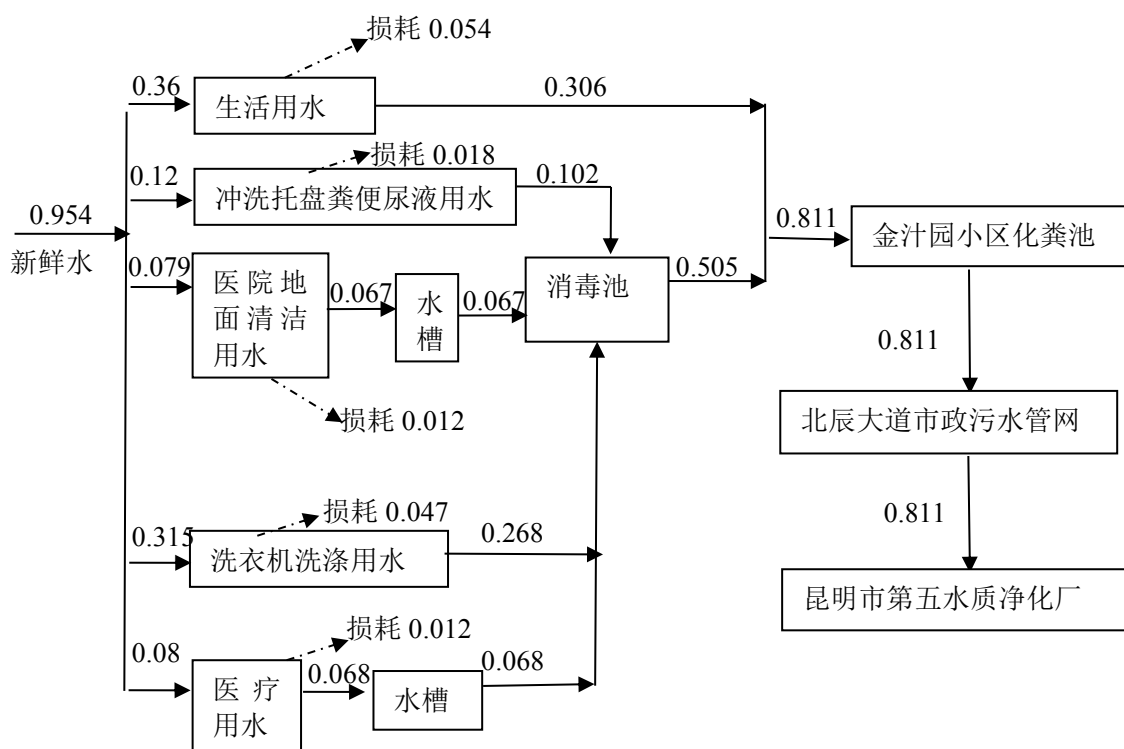 损耗 0.054
0.36
生活用水
0.306
损耗 0.018
0.12
冲洗托盘粪便尿液用水
0.102
0.954
新鲜水
0.811
金汁园小区化粪池
0.079
医院地
面清洁
用水
0.067
水
槽
0.067
消毒池
0.505
0.811
损耗 0.012
北辰大道市政污水管网
损耗 0.047
0.315
洗衣机洗涤用水
0.268
0.811
昆明市第五水质净化厂
损耗 0.012
0.08
医疗
用水
0.068
水槽
0.068